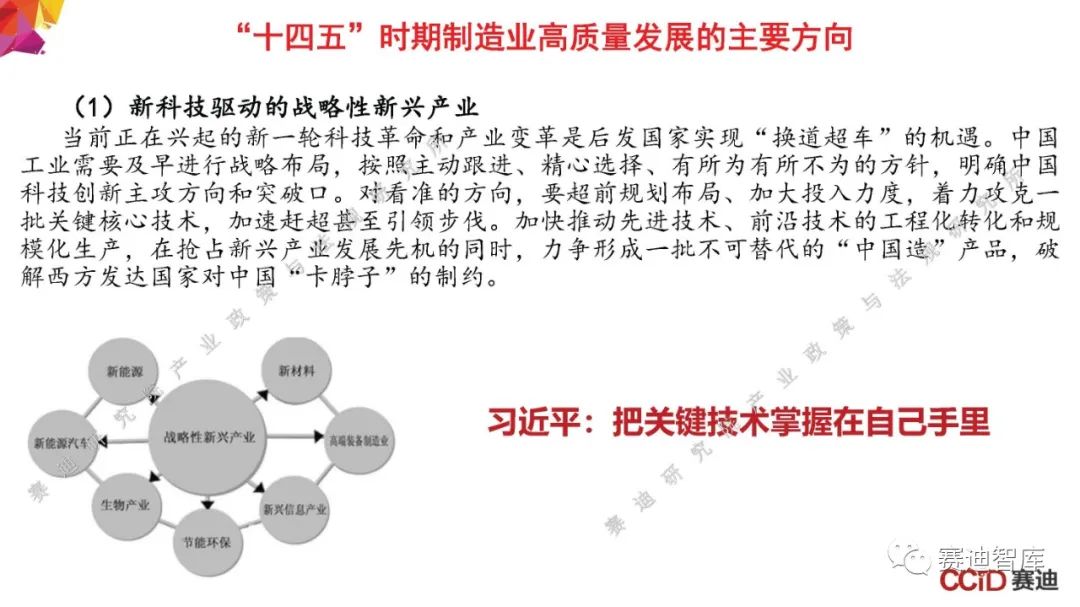 “十四五”时期制造业高质量发展的主要方向
（1）新科技驱动的战略性新兴产业
当前正在兴起的新一轮科技革命和产业变革是后发国家实现“换道超车”的机遇。中国
工业需要及早进行战略布局，按照主动跟进、精心选择、有所为有所不为的方针，明确中国
科技创新主攻方向和突破口。对看准的方向，要超前规划布局、加大投入力度，着力攻克一
批关键核心技术，加速赶超甚至引领步伐。加快推动先进技术、前沿技术的工程化转化和规
模化生产，在抢占新兴产业发展先机的同时，力争形成一批不可替代的“中国造”产品，破
解西方发达国家对中国“卡脖子”的制约。
新能源
新材料
战略性新兴产业
新能源汽车
高端装备制造业
生物产业
新兴信息产业
节能环保
习近平：把关键技术掌握在自己手里
赛迪研究院产业政策与法规研究所
赛迪研究院产业政策与法规研究所
赛迪智库
CCID 赛迪